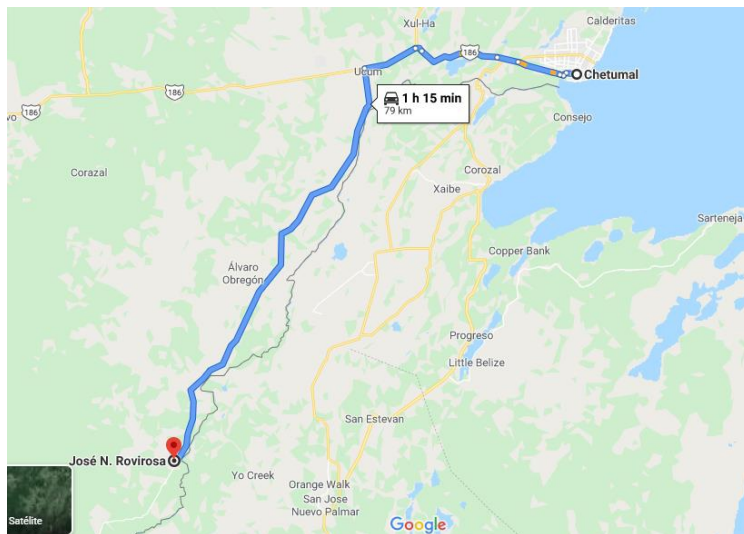 Calderitas
Xul-Ha
186
Chetumal
Ucum
1 h 15 min
79 km
186
186
vo
Consejo
Corazal
Corozal
Xaibe
Sarteneja
Copper Bank
Álvaro
Obregón
Progreso
Little Belize
San Estevan
José N. Rovirosa
Yo Creek
Orange Walk
San Jose
Nuevo Palmar
Satélite
Google